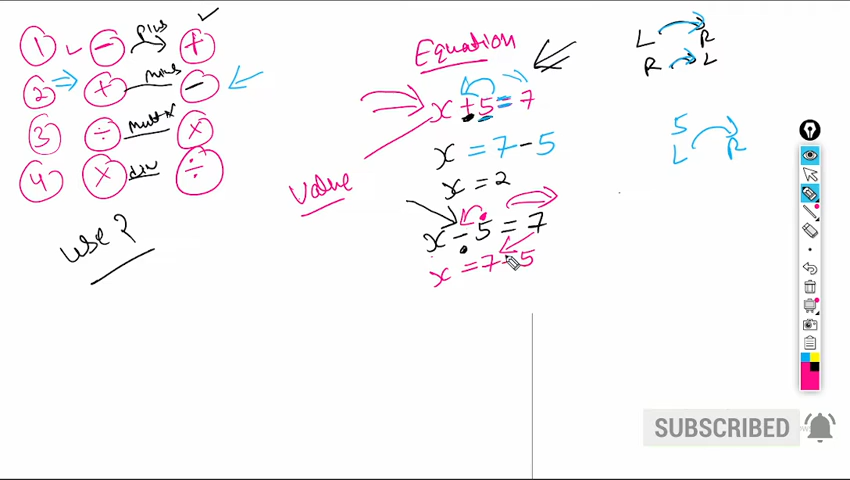 1 L − plus +
2 + minus −
3 ÷ mult x ×
4 × div ÷
use?
Equation
x + 5 = 7
x = 7 - 5
x = 2
Value
x - 5 = 7
x = 7 5
L R
R L
5
L R
SUBSCRIBED